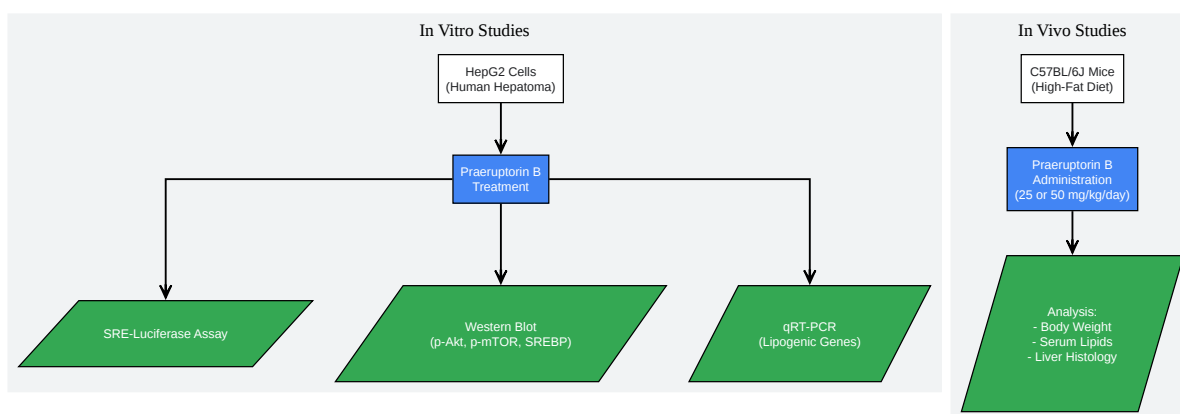 In Vitro Studies
HepG2 Cells
(Human Hepatoma)
Praeruptorin B
Treatment
SRE-Luciferase Assay
Western Blot
(p-Akt, p-mTOR, SREBP)
qRT-PCR
(Lipogenic Genes)
In Vivo Studies
C57BL/6J Mice
(High-Fat Diet)
Praeruptorin B
Administration
(25 or 50 mg/kg/day)
Analysis:
- Body Weight
- Serum Lipids
- Liver Histology